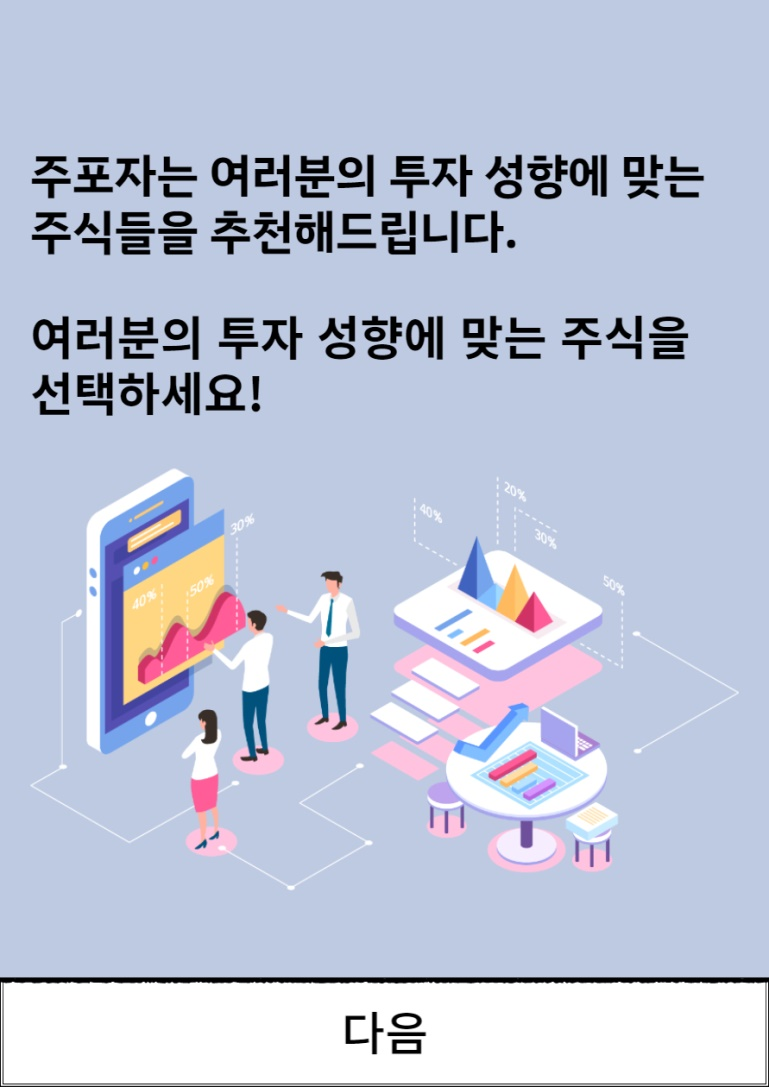 주포자는 여러분의 투자 성향에 맞는
주식들을 추천해드립니다.
여러분의 투자 성향에 맞는 주식을
선택하세요!
30%
40%
50%
20%
40%
30%
50%
다음